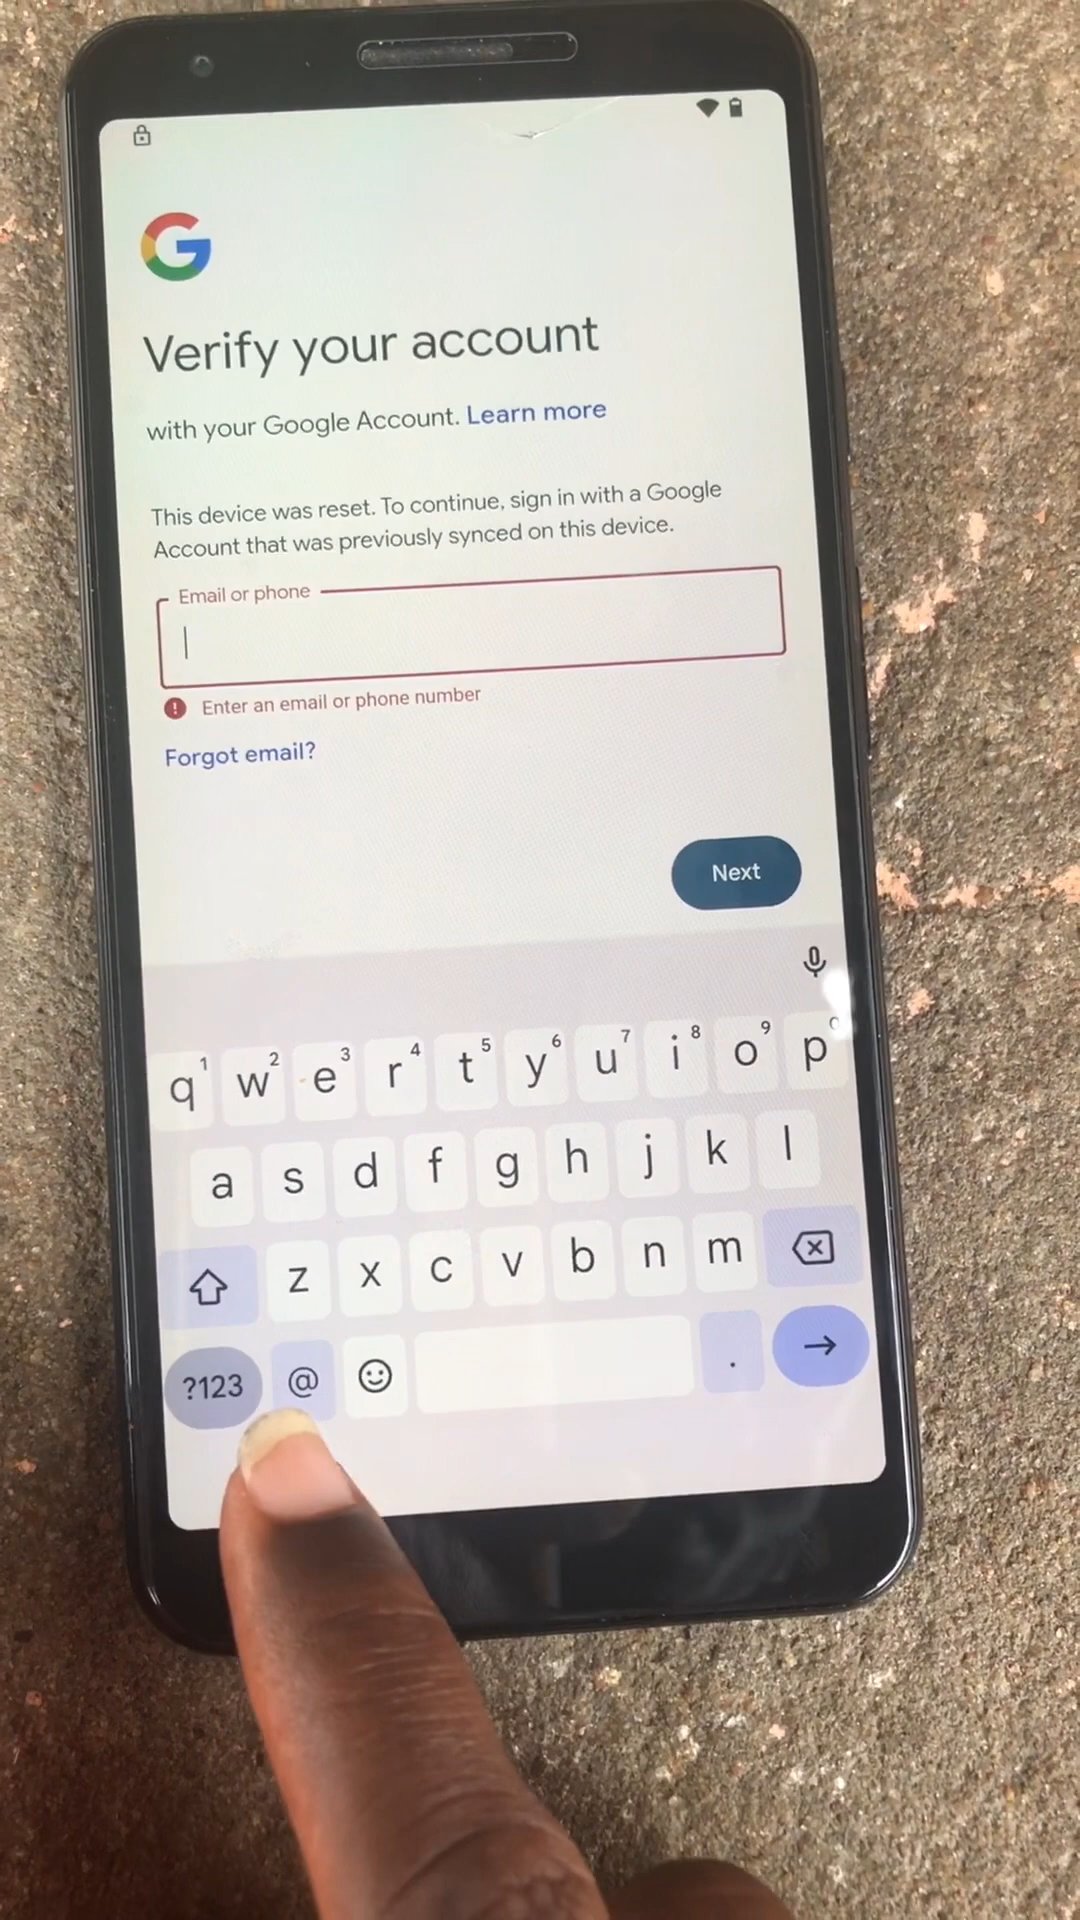 G
Verify your account
with your Google Account. Learn more
This device was reset. To continue, sign in with a Google
Account that was previously synced on this device.
Email or phone
! Enter an email or phone number
Forgot email?
Next
q1 w2 e3 r4 t5 y6 u7 i8 o9 p0
a s d f g h j k l
z x c v b n m
?123 @ .